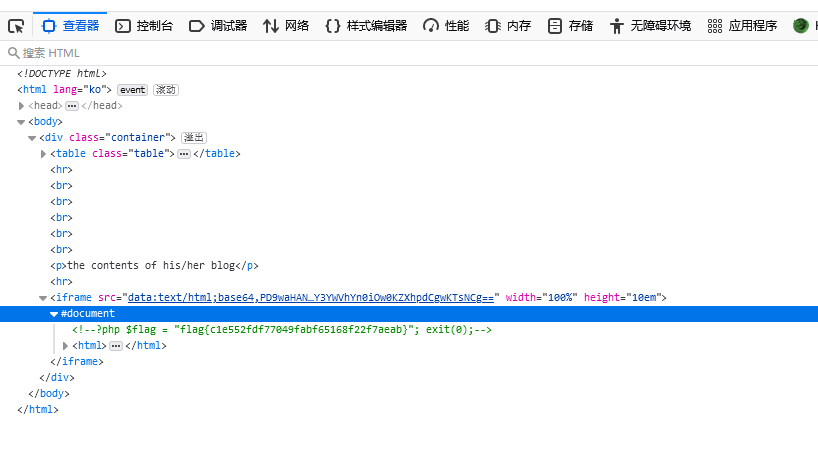 查看器 控制台 调试器 网络 样式编辑器 性能 内存 存储 无障碍环境 应用程序
搜索 HTML
<!DOCTYPE html>
<html lang="ko"> event 滚动
<head> ••• </head>
<body>
<div class="container"> 溢出
<table class="table"> ••• </table>
<hr>
<br>
<br>
<br>
<br>
<br>
<p>the contents of his/her blog</p>
<hr>
<iframe src="data:text/html;base64,PD9waHAN…Y3YWVhYn0iOw0KZXhpdCgwKTsNCg==" width="100%" height="10em">
#document
<!--?php $flag = "flag{c1e552fdf77049fabf65168f22f7aeab}"; exit(0);-->
<html> ••• </html>
</iframe>
</div>
</body>
</html>